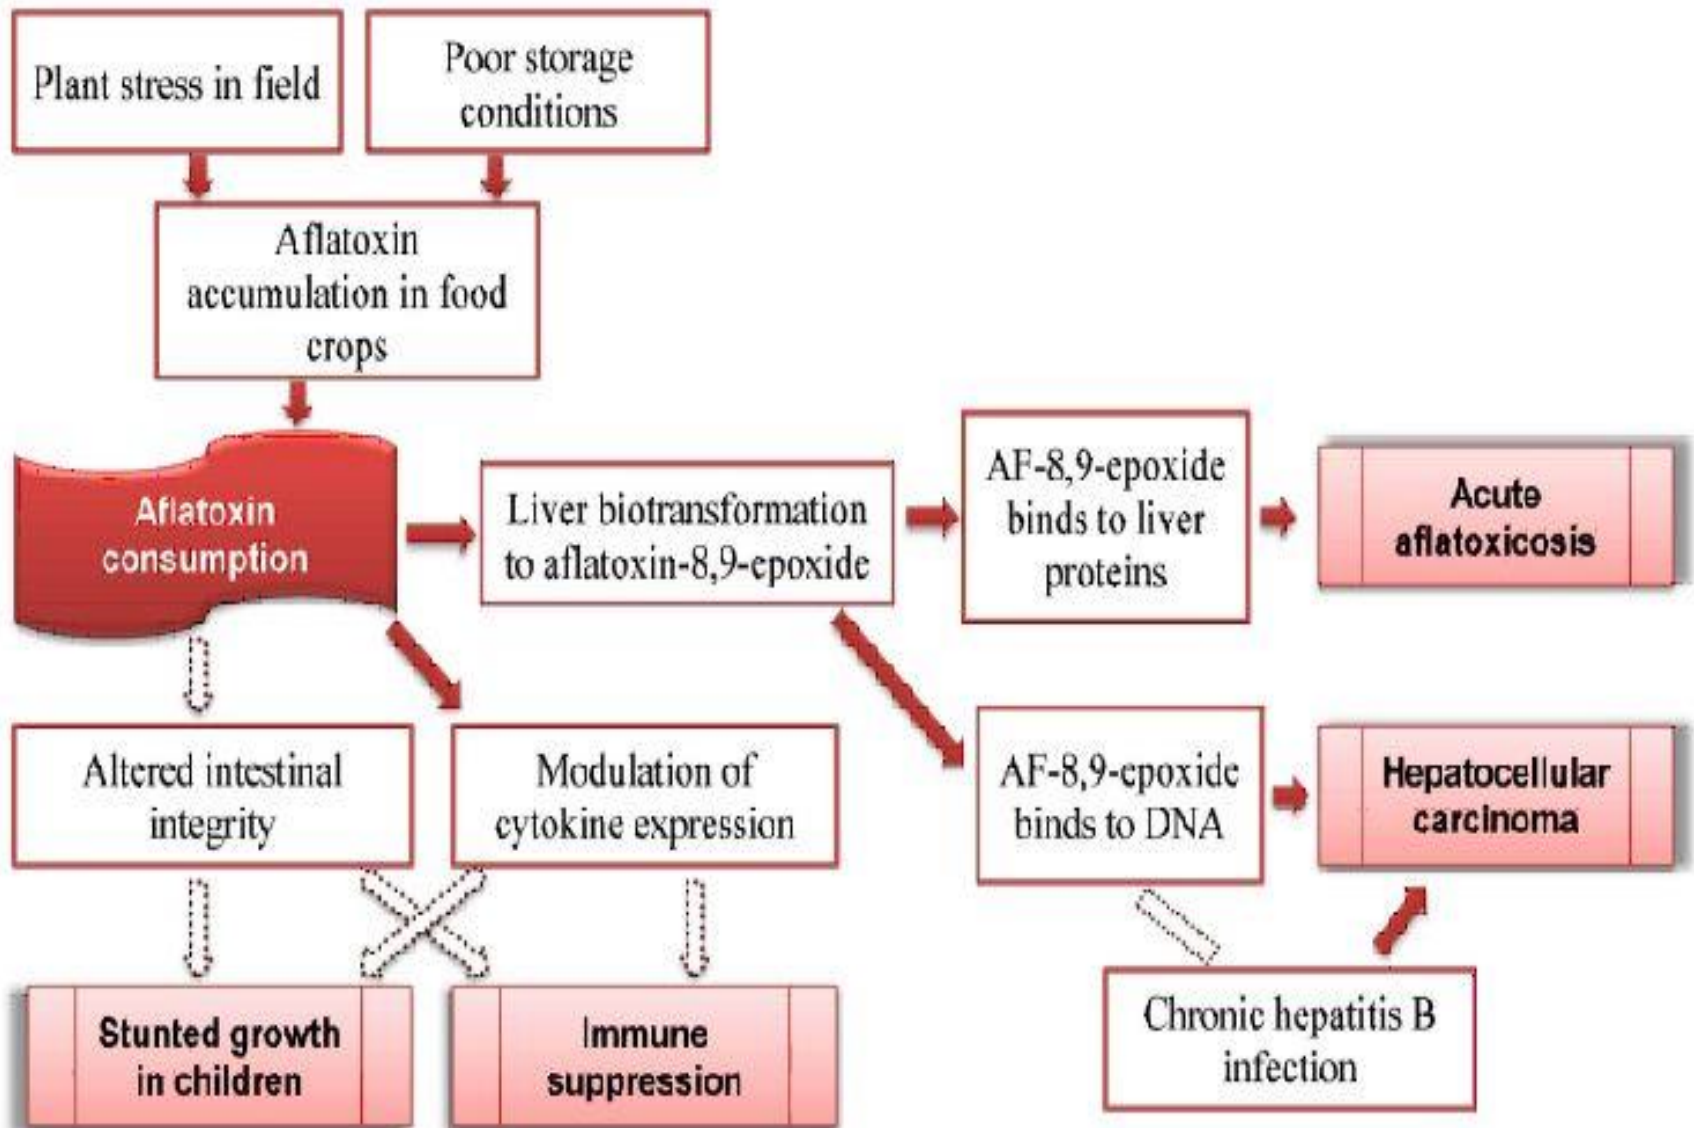 Plant stress in field
Poor storage
conditions
Aflatoxin
accumulation in food
crops
Aflatoxin
consumption
Liver biotransformation
to aflatoxin-8,9-epoxide
AF-8,9-epoxide
binds to liver
proteins
Acute
aflatoxicosis
Altered intestinal
integrity
Modulation of
cytokine expression
AF-8,9-epoxide
binds to DNA
Hepatocellular
carcinoma
Stunted growth
in children
Immune
suppression
Chronic hepatitis B
infection